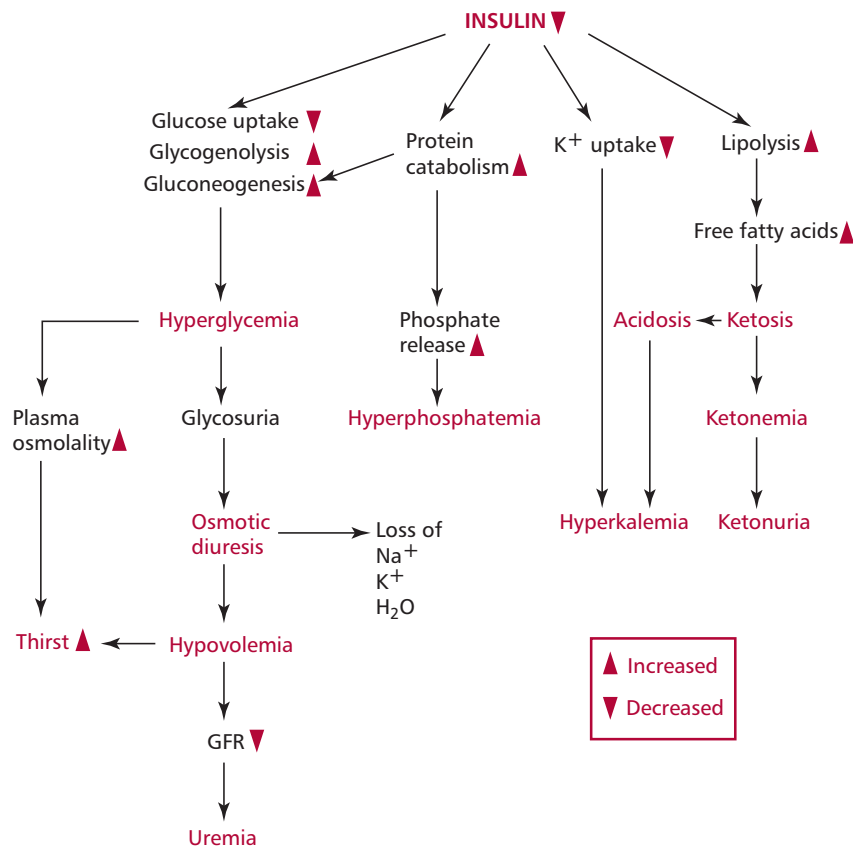 INSULIN ▼
Glucose uptake ▼
Glycogenolysis ▲
Gluconeogenesis ▲
Protein
catabolism ▲
K⁺ uptake ▼
Lipolysis ▲
Free fatty acids ▲
Hyperglycemia
Phosphate
release ▲
Acidosis
Ketosis
Plasma
osmolality ▲
Glycosuria
Hyperphosphatemia
Ketonemia
Osmotic
diuresis
Loss of
Na⁺
K⁺
H₂O
Hyperkalemia
Ketonuria
Thirst ▲
Hypovolemia
▲ Increased
▼ Decreased
GFR ▼
Uremia